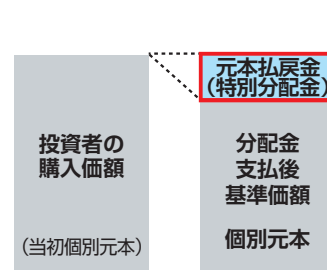 元本払戻金
(特別分配金)
投資者の
購入価額
(当初個別元本)
分配金
支払後
基準価額
個別元本